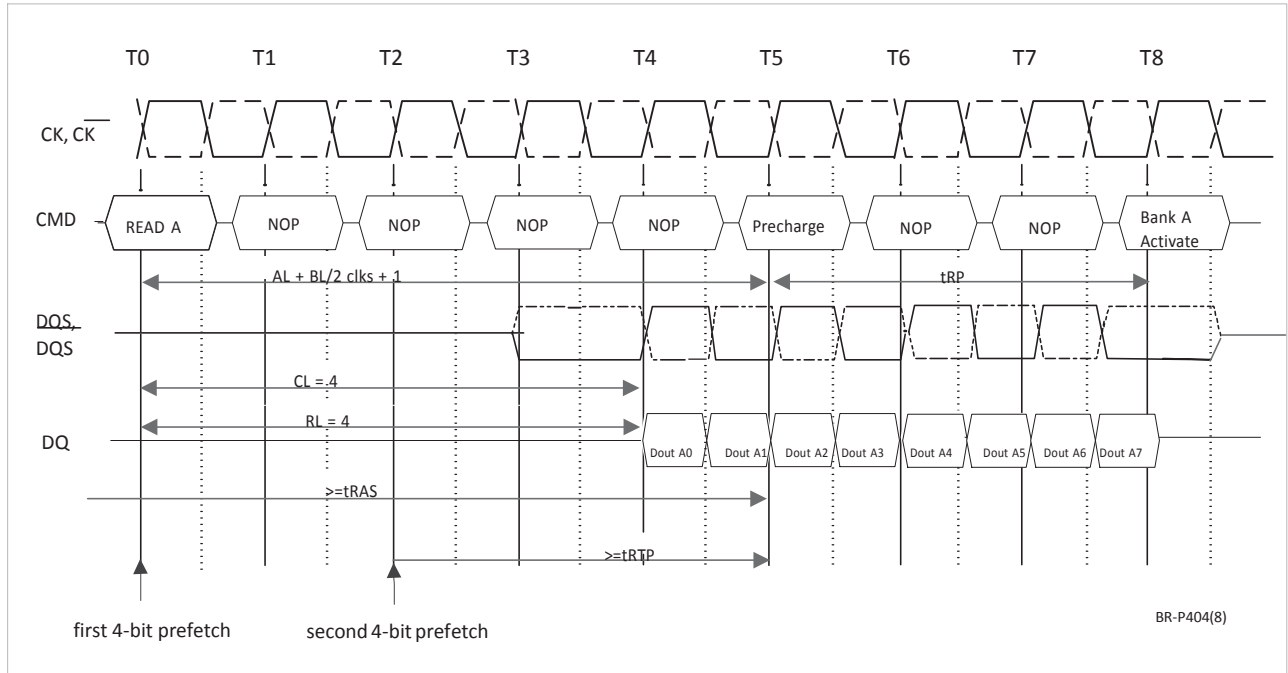 T0 T1 T2 T3 T4 T5 T6 T7 T8
CK, CK
CMD READ A NOP NOP NOP NOP Precharge NOP NOP Bank A
Activate
AL + BL/2 clks + 1 tRP
DQS,
DQS
CL = 4
RL = 4
DQ Dout A0 Dout A1 Dout A2 Dout A3 Dout A4 Dout A5 Dout A6 Dout A7
>=tRAS
>=tRTP
first 4-bit prefetch second 4-bit prefetch
BR-P404(8)